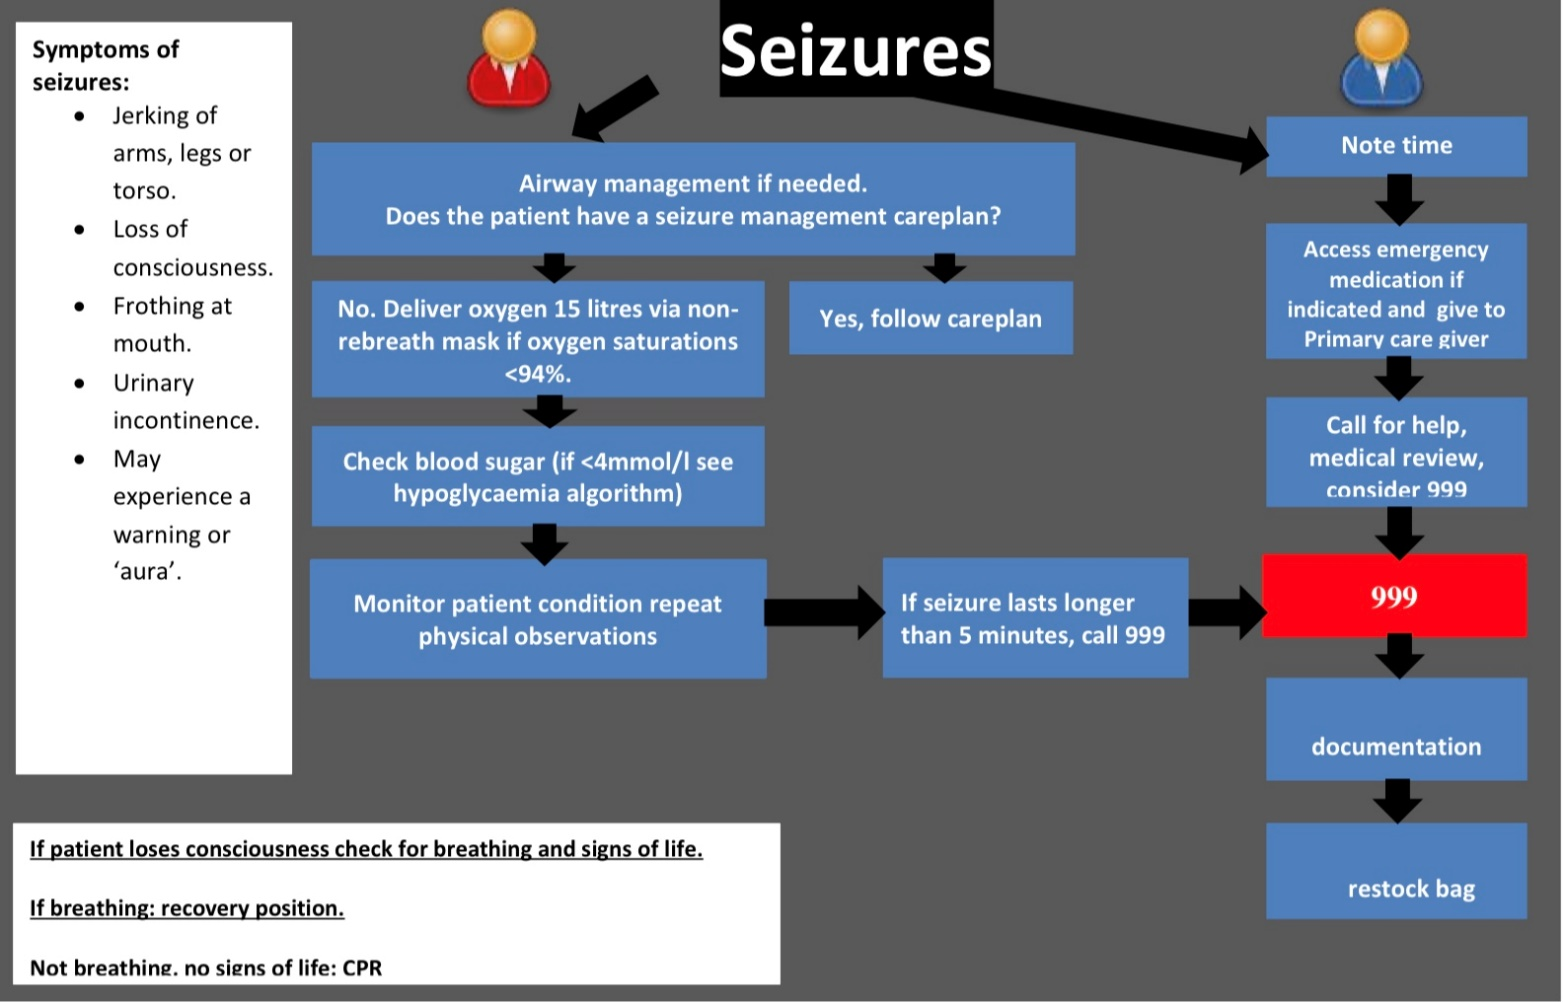 Seizures
Symptoms of
seizures:
• Jerking of
arms, legs or
torso.
• Loss of
consciousness.
• Frothing at
mouth.
• Urinary
incontinence.
• May
experience a
warning or
‘aura’.
Airway management if needed.
Does the patient have a seizure management careplan?
No. Deliver oxygen 15 litres via non-
rebreath mask if oxygen saturations
<94%.
Yes, follow careplan
Check blood sugar (if <4mmol/l see
hypoglycaemia algorithm)
Monitor patient condition repeat
physical observations
If seizure lasts longer
than 5 minutes, call 999
Note time
Access emergency
medication if
indicated and give to
Primary care giver
Call for help,
medical review,
consider 999
999
documentation
restock bag
If patient loses consciousness check for breathing and signs of life.
If breathing: recovery position.
Not breathing, no signs of life: CPR